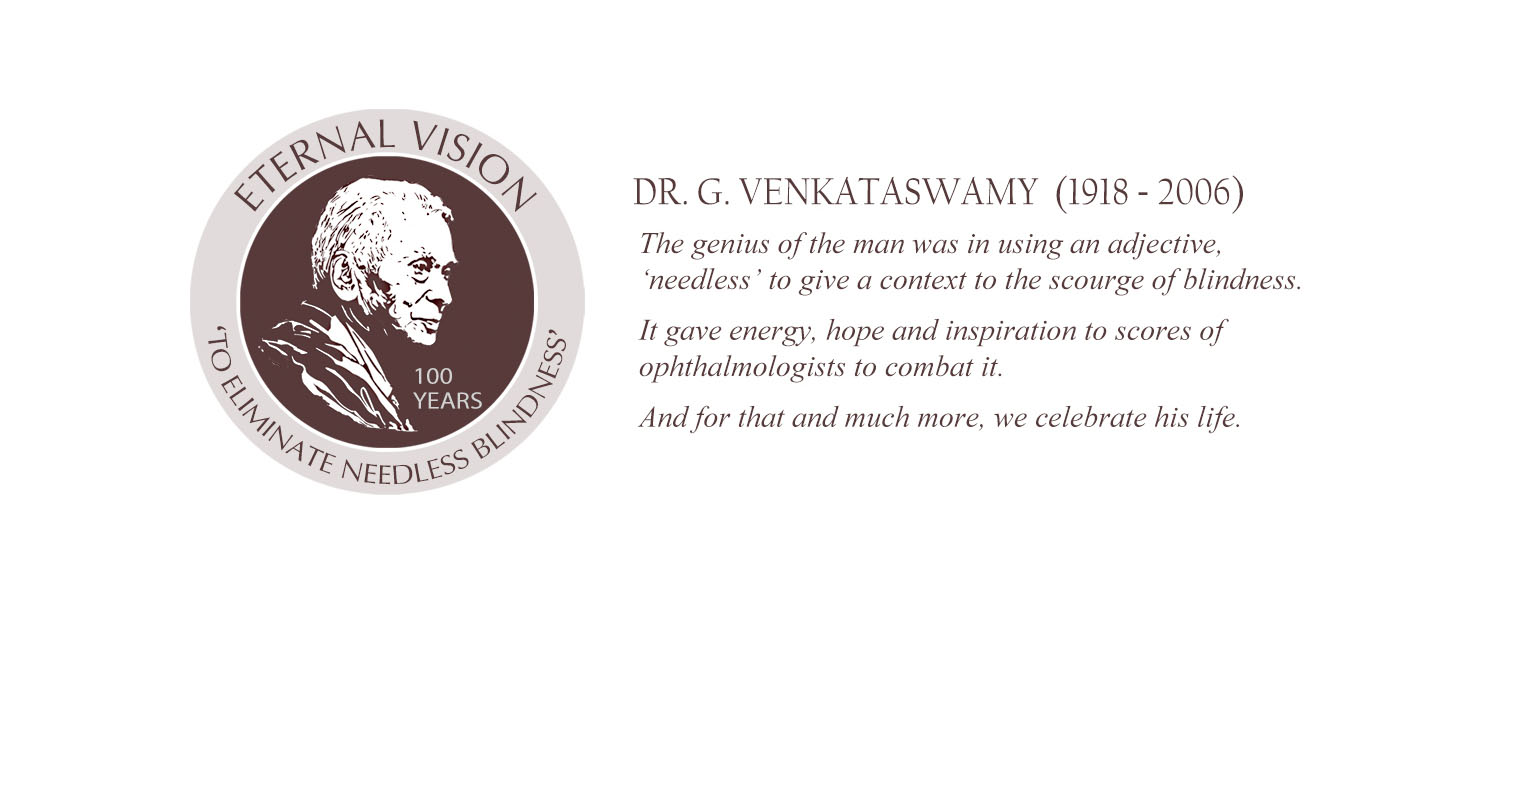 ETERNAL VISION
100
YEARS
‘TO ELIMINATE NEEDLESS BLINDNESS’
DR. G. VENKATASWAMY (1918 - 2006)
The genius of the man was in using an adjective,
‘needless’ to give a context to the scourge of blindness.
It gave energy, hope and inspiration to scores of
ophthalmologists to combat it.
And for that and much more, we celebrate his life.